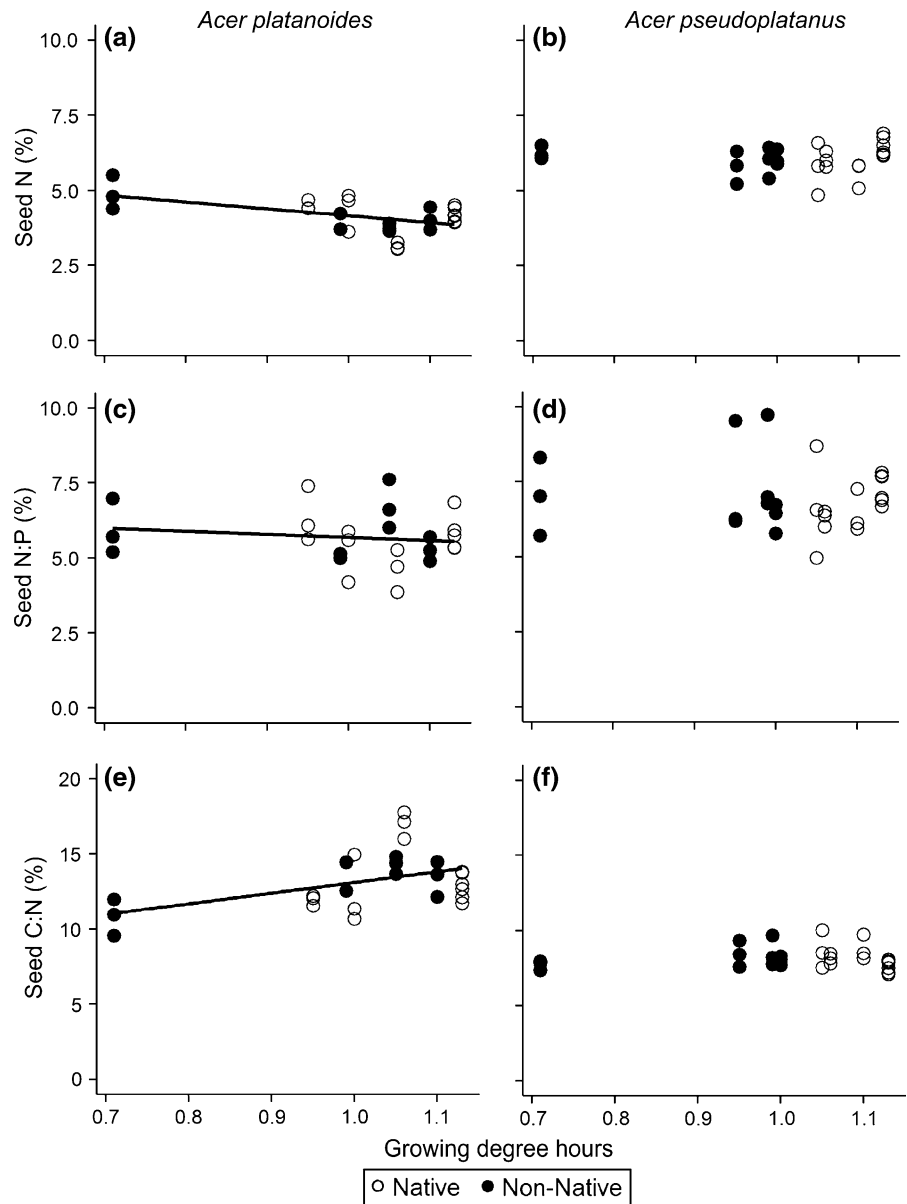 Acer platanoides
Acer pseudoplatanus
(a)
(b)
10.0
7.5
5.0
2.5
0.0
Seed N (%)
(c)
(d)
10.0
7.5
5.0
2.5
0.0
Seed N:P (%)
(e)
(f)
20
15
10
5
0
Seed C:N (%)
0.7 0.8 0.9 1.0 1.1
0.7 0.8 0.9 1.0 1.1
Growing degree hours
Native Non-Native